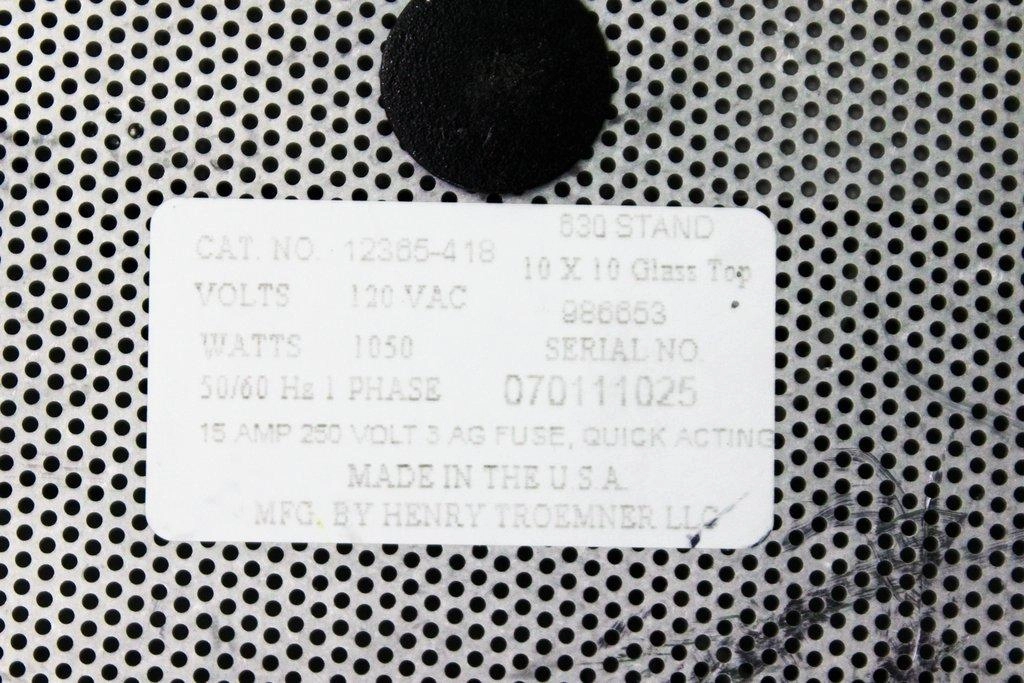 CAT. NO. 12365-418
VOLTS 120 VAC
WATTS 1050
50/60 Hz 1 PHASE
630 STAND
10 X 10 Glass Top
986653
SERIAL NO.
070111025
15 AMP 250 VOLT 3 AG FUSE, QUICK ACTING
MADE IN THE U.S.A.
MFG. BY HENRY TROEMNER LLC